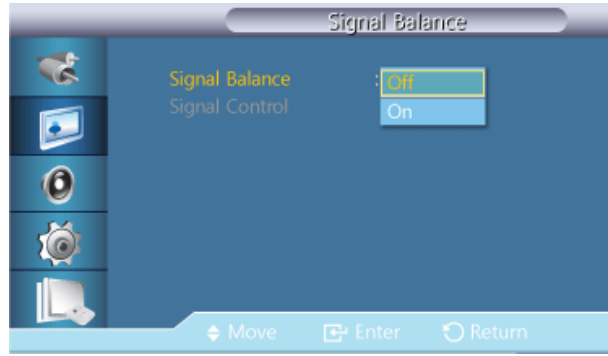 Signal Balance
Signal Balance : Off
Signal Control On
Move Enter Return